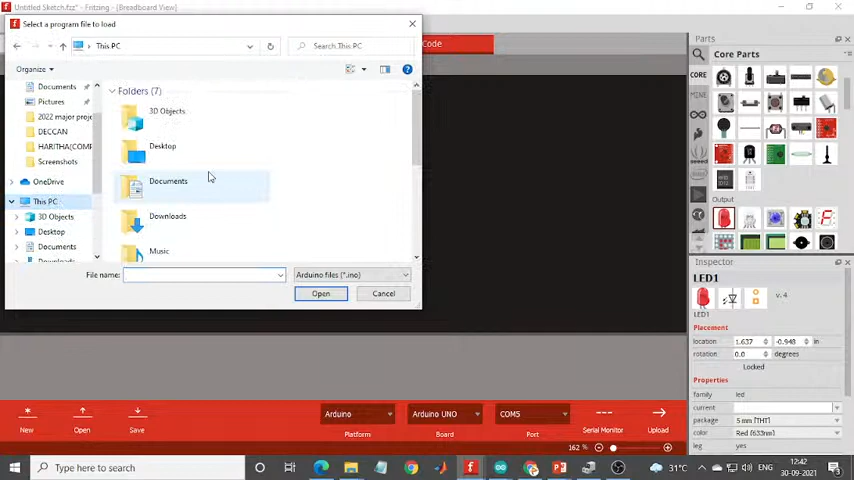 Untitled Sketch.fzz* - Fritzing - [Breadboard View]
Select a program file to load
This PC
Search This PC
Code
Organize
Documents
Pictures
2022 major proje
DECCAN
HARITHA(COMP
Screenshots
OneDrive
This PC
3D Objects
Desktop
Documents
Downloads
Folders (7)
3D Objects
Desktop
Documents
Downloads
Music
File name:
Arduino files (*.ino)
Open
Cancel
Parts
Core Parts
CORE
MINE
seeed
Output
Inspector
LED1
v. 4
LED1
Placement
location
1.637
-0.948
in
rotation
0.0
degrees
Locked
Properties
family
led
current
package
5 mm [THT]
color
Red (633nm)
leg
yes
New
Open
Save
Arduino
Platform
Arduino UNO
Board
COM5
Port
Serial Monitor
Upload
162 %
Type here to search
31°C
ENG
12:42
30-09-2021
3